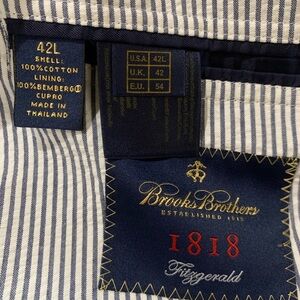 42L
SHELL:
100%COTTON
LINING:
100%BEMBERG®
CUPRO
MADE IN
THAILAND
U.S.A. 42L
U.K. 42
E.U. 54
Brooks Brothers
ESTABLISHED 1818
1818
Fitzgerald